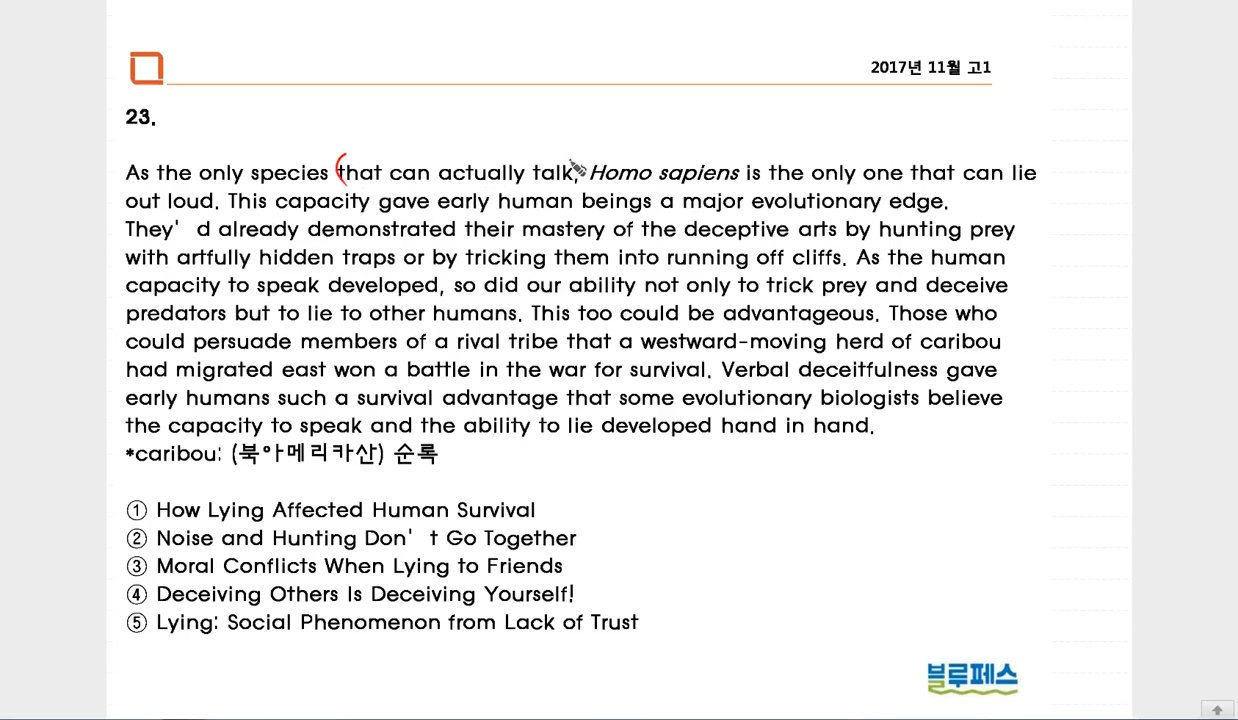 2017년 11월 고1
23.
As the only species that can actually talk, Homo sapiens is the only one that can lie
out loud. This capacity gave early human beings a major evolutionary edge.
They'd already demonstrated their mastery of the deceptive arts by hunting prey
with artfully hidden traps or by tricking them into running off cliffs. As the human
capacity to speak developed, so did our ability not only to trick prey and deceive
predators but to lie to other humans. This too could be advantageous. Those who
could persuade members of a rival tribe that a westward-moving herd of caribou
had migrated east won a battle in the war for survival. Verbal deceitfulness gave
early humans such a survival advantage that some evolutionary biologists believe
the capacity to speak and the ability to lie developed hand in hand.
*caribou: (북아메리카산) 순록
① How Lying Affected Human Survival
② Noise and Hunting Don't Go Together
③ Moral Conflicts When Lying to Friends
④ Deceiving Others Is Deceiving Yourself!
⑤ Lying: Social Phenomenon from Lack of Trust
블루페스